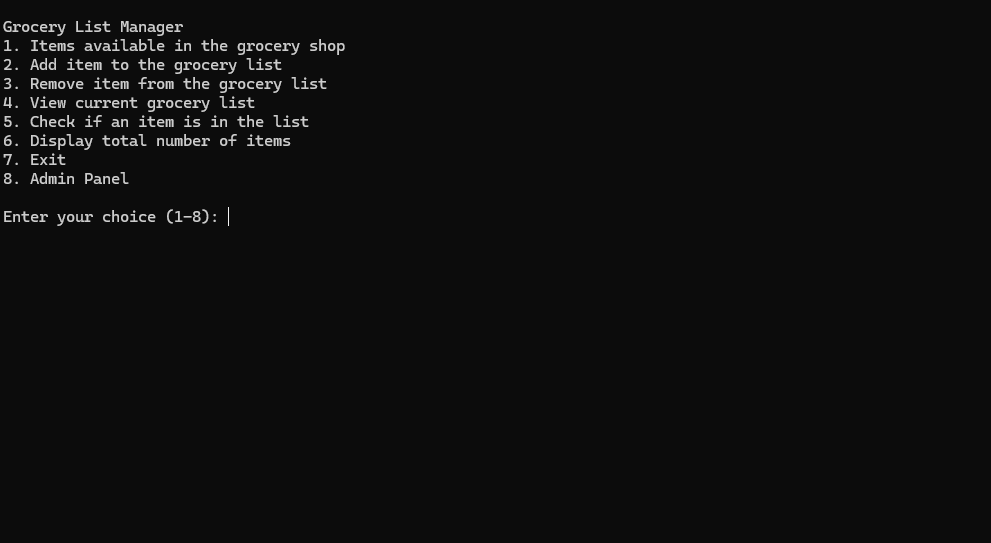 Grocery List Manager
1. Items available in the grocery shop
2. Add item to the grocery list
3. Remove item from the grocery list
4. View current grocery list
5. Check if an item is in the list
6. Display total number of items
7. Exit
8. Admin Panel
Enter your choice (1-8):